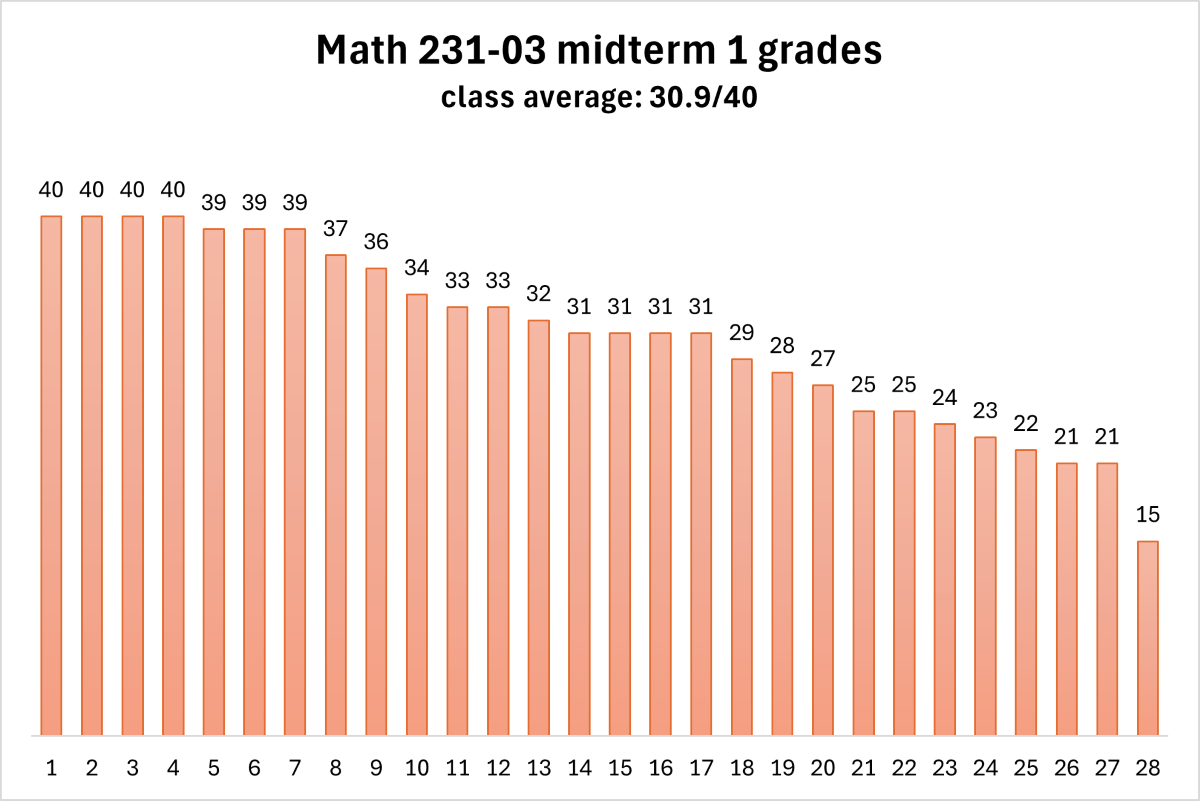 Math 231-03 midterm 1 grades
class average: 30.9/40
40 40 40 40 39 39 39 37 36 34 33 33 32 31 31 31 31 29 28 27 25 25 24 23 22 21 21 15
1 2 3 4 5 6 7 8 9 10 11 12 13 14 15 16 17 18 19 20 21 22 23 24 25 26 27 28